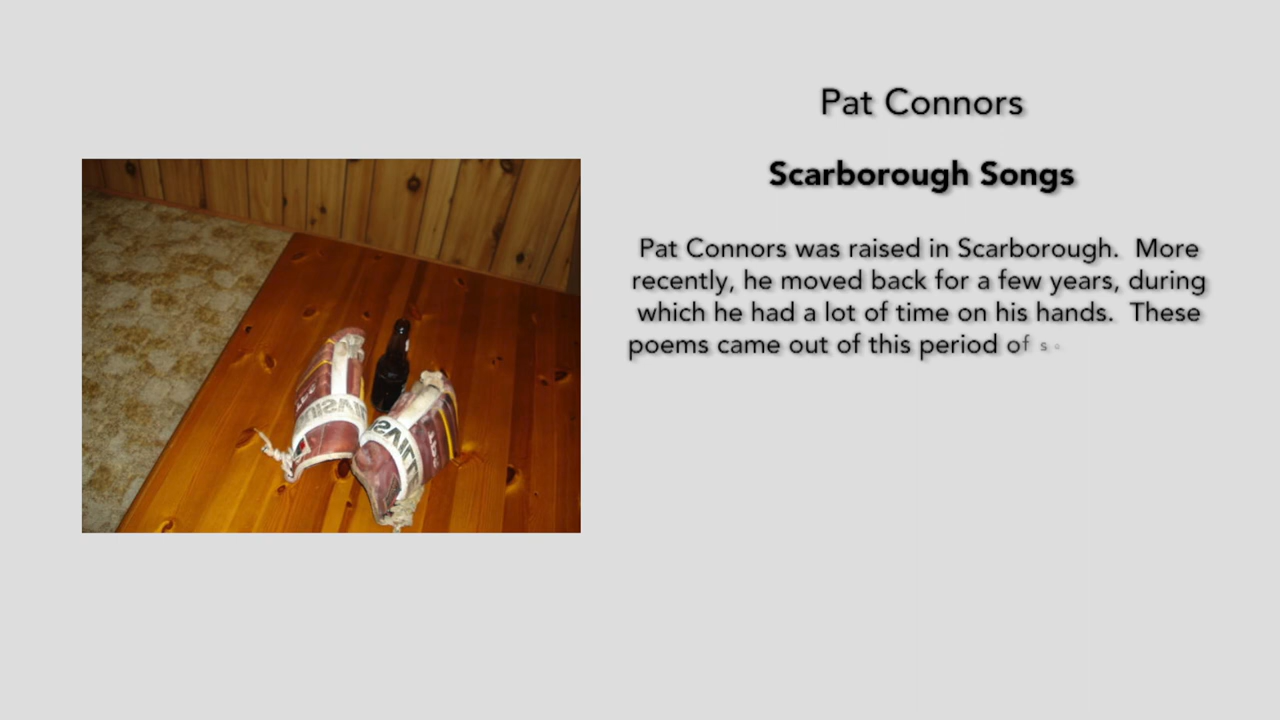 Pat Connors
Scarborough Songs
Pat Connors was raised in Scarborough. More
recently, he moved back for a few years, during
which he had a lot of time on his hands. These
poems came out of this period of